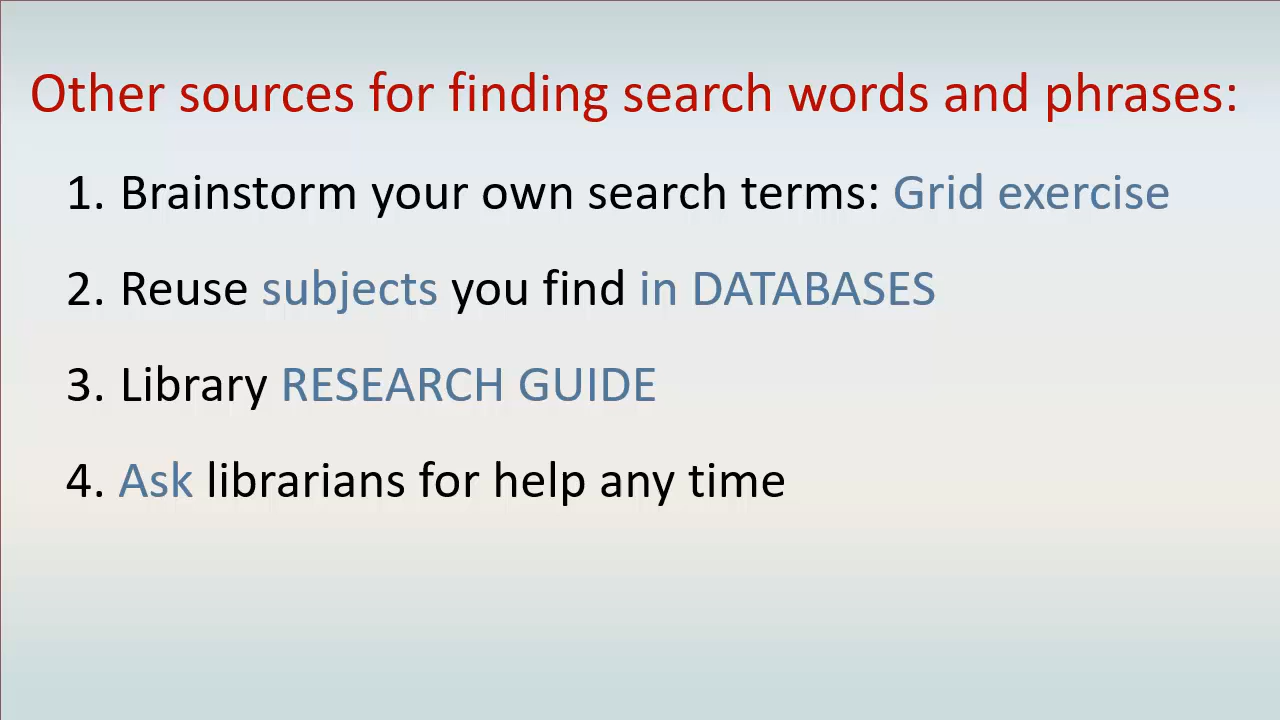 Other sources for finding search words and phrases:
1. Brainstorm your own search terms: Grid exercise
2. Reuse subjects you find in DATABASES
3. Library RESEARCH GUIDE
4. Ask librarians for help any time